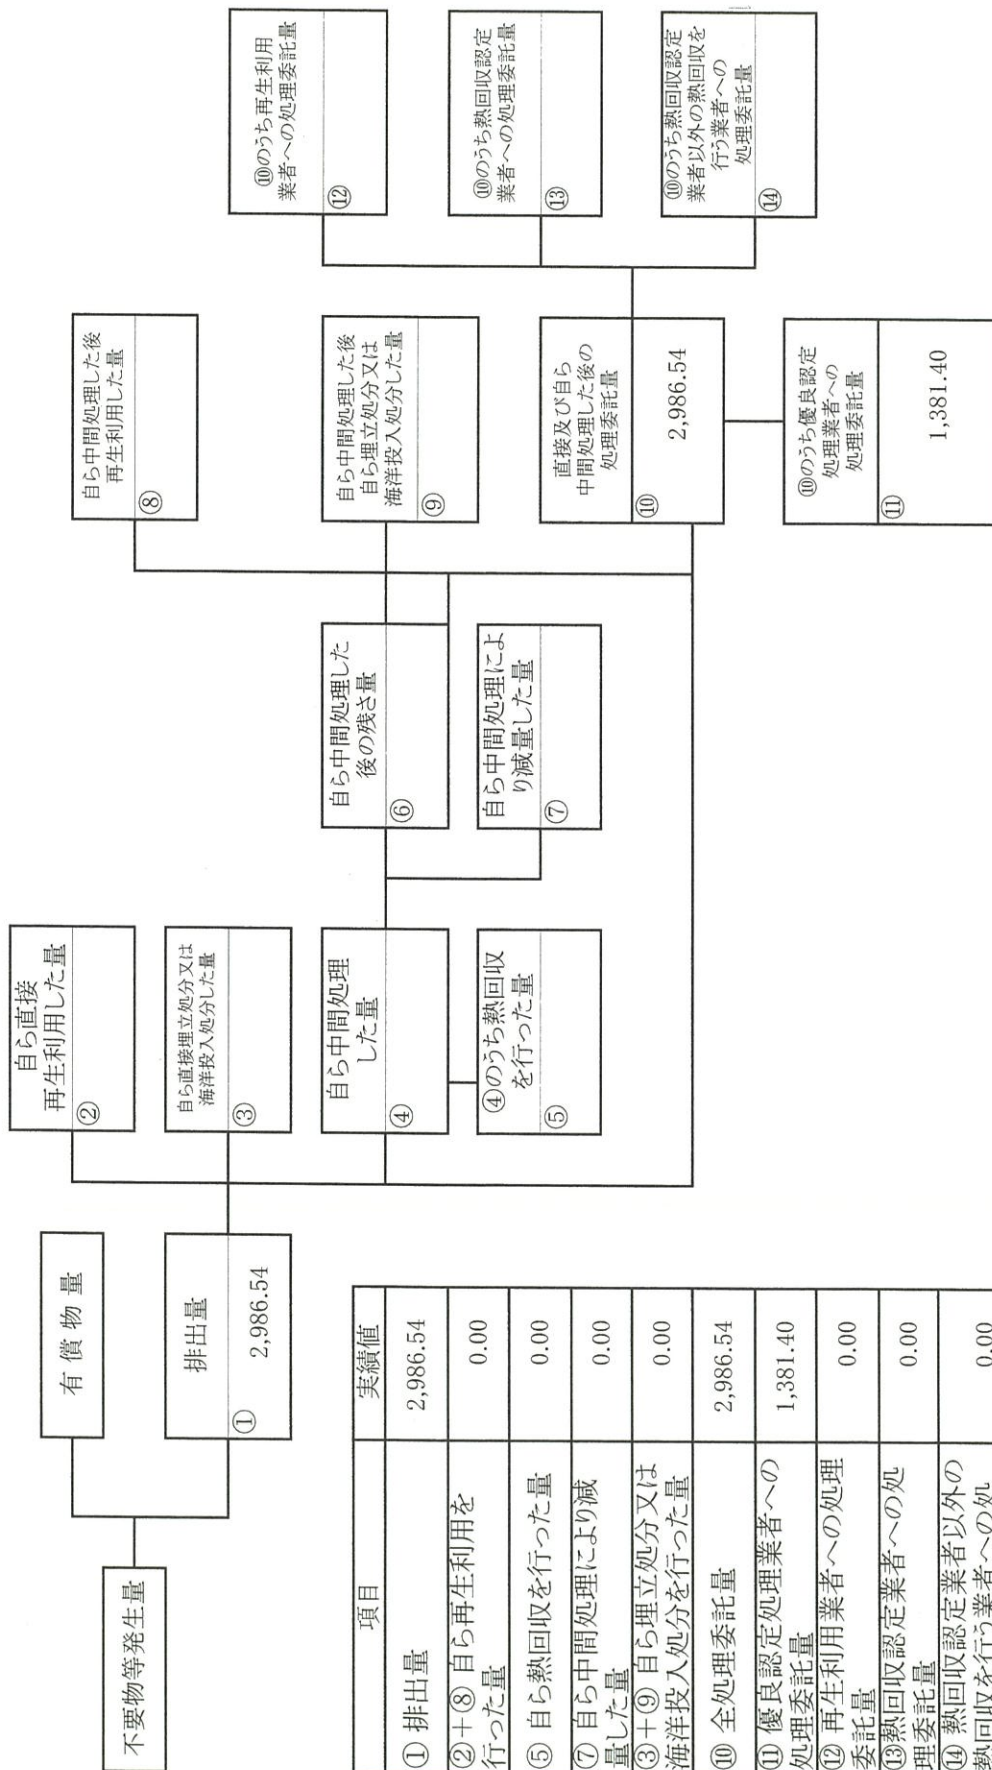 不要物等発生量
有償物量
排出量
①
2,986.54
自ら直接
再生利用した量
②
自ら直接埋立処分又は
海洋投入処分した量
③
自ら中間処理
した量
④
④のうち熱回収
を行った量
⑤
自ら中間処理した
後の残さ量
⑥
自ら中間処理によ
り減量した量
⑦
自ら中間処理した後
再生利用した量
⑧
自ら中間処理した後
自ら埋立処分又は
海洋投入処分した量
⑨
直接及び自ら
中間処理した後の
処理委託量
⑩
2,986.54
⑩のうち優良認定
処理業者への
処理委託量
⑪
1,381.40
⑩のうち再生利用
業者への処理委託量
⑫
⑩のうち熱回収認定
業者への処理委託量
⑬
⑩のうち熱回収認定
業者以外の熱回収を
行う業者への
処理委託量
⑭
項目 実績値
① 排出量 2,986.54
②+⑧ 自ら再生利用を
行った量 0.00
⑤ 自ら熱回収を行った量 0.00
⑦ 自ら中間処理により減
量した量 0.00
③+⑨ 自ら埋立処分又は
海洋投入処分を行った量 0.00
⑩ 全処理委託量 2,986.54
⑪ 優良認定処理業者への
処理委託量 1,381.40
⑫ 再生利用業者への処理
委託量 0.00
⑬熱回収認定業者への処
理委託量 0.00
⑭ 熱回収認定業者以外の
熱回収を行う業者への処 0.00